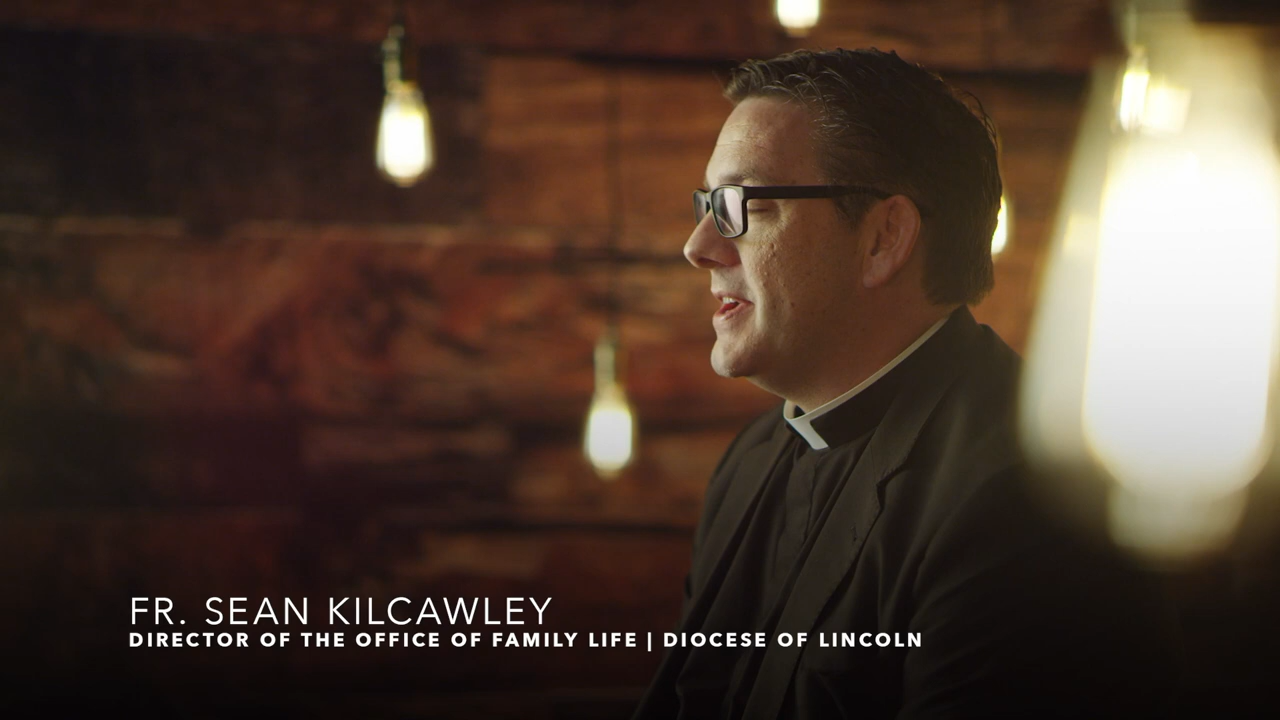 FR. SEAN KILCAWLEY
DIRECTOR OF THE OFFICE OF FAMILY LIFE | DIOCESE OF LINCOLN